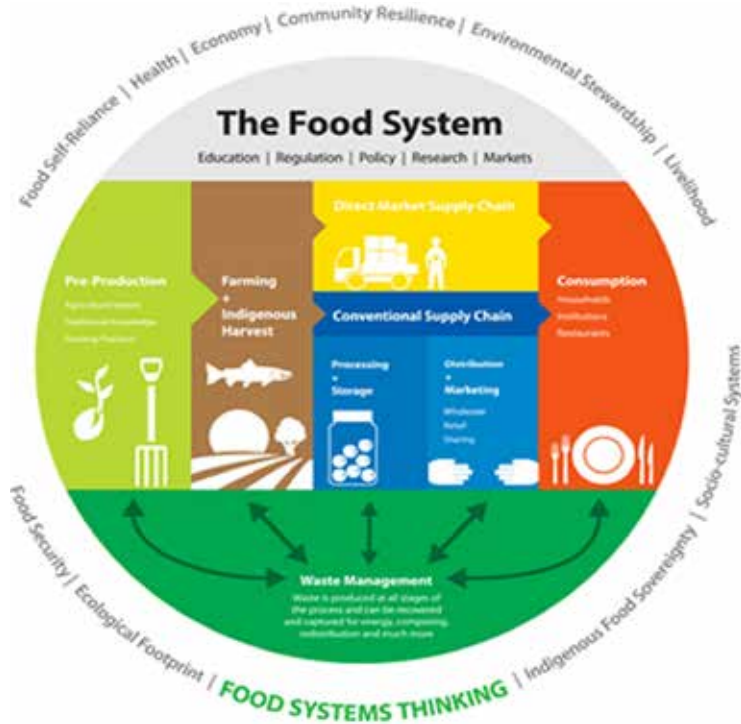 Food Self-Reliance | Health | Economy | Community Resilience | Environmental Stewardship | Livelihood
The Food System
Education | Regulation | Policy | Research | Markets
Pre-Production
Farming
+
Indigenous
Harvest
Direct Market Supply Chain
Conventional Supply Chain
Processing
+
Storage
Distribution
+
Marketing
Wholesale
Retail
Sharing
Consumption
Households
Institutions
Restaurants
Waste Management
Waste is produced at all stages of
the process and can be recovered
and captured for energy, composing,
redistribution and much more
Food Security | Ecological Footprint | FOOD SYSTEMS THINKING | Indigenous Food Sovereignty | Socio-cultural Systems